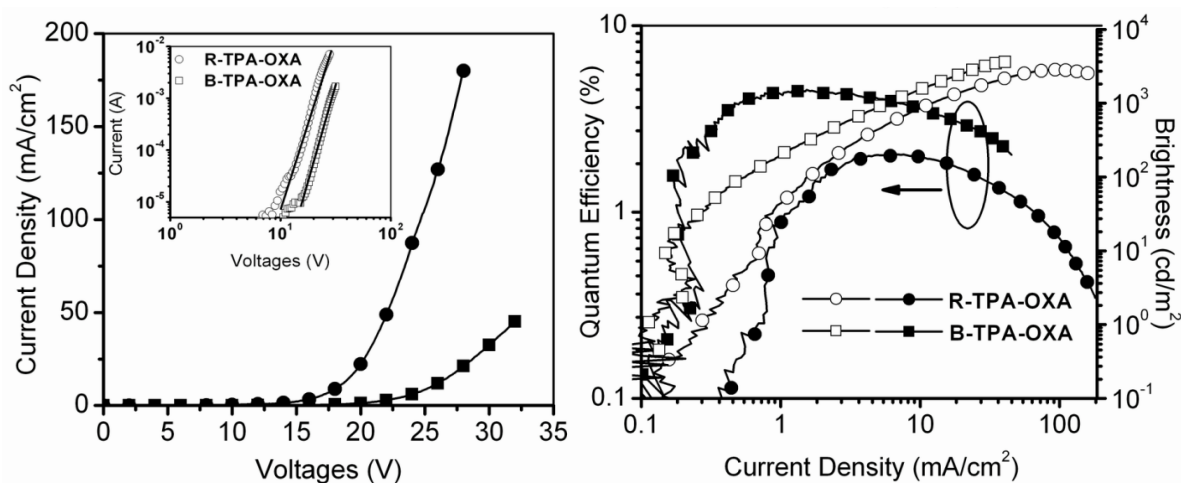 200
150
100
50
0
0 5 10 15 20 25 30 35
Current Density (mA/cm²)
Voltages (V)
10⁻²
10⁻³
10⁻⁴
10⁻⁵
10⁰ 10¹ 10²
Current (A)
Voltages (V)
R-TPA-OXA
B-TPA-OXA
10
1
0.1
0.1 1 10 100
Quantum Efficiency (%)
Current Density (mA/cm²)
10⁴
10³
10²
10¹
10⁰
10⁻¹
Brightness (cd/m²)
R-TPA-OXA
B-TPA-OXA